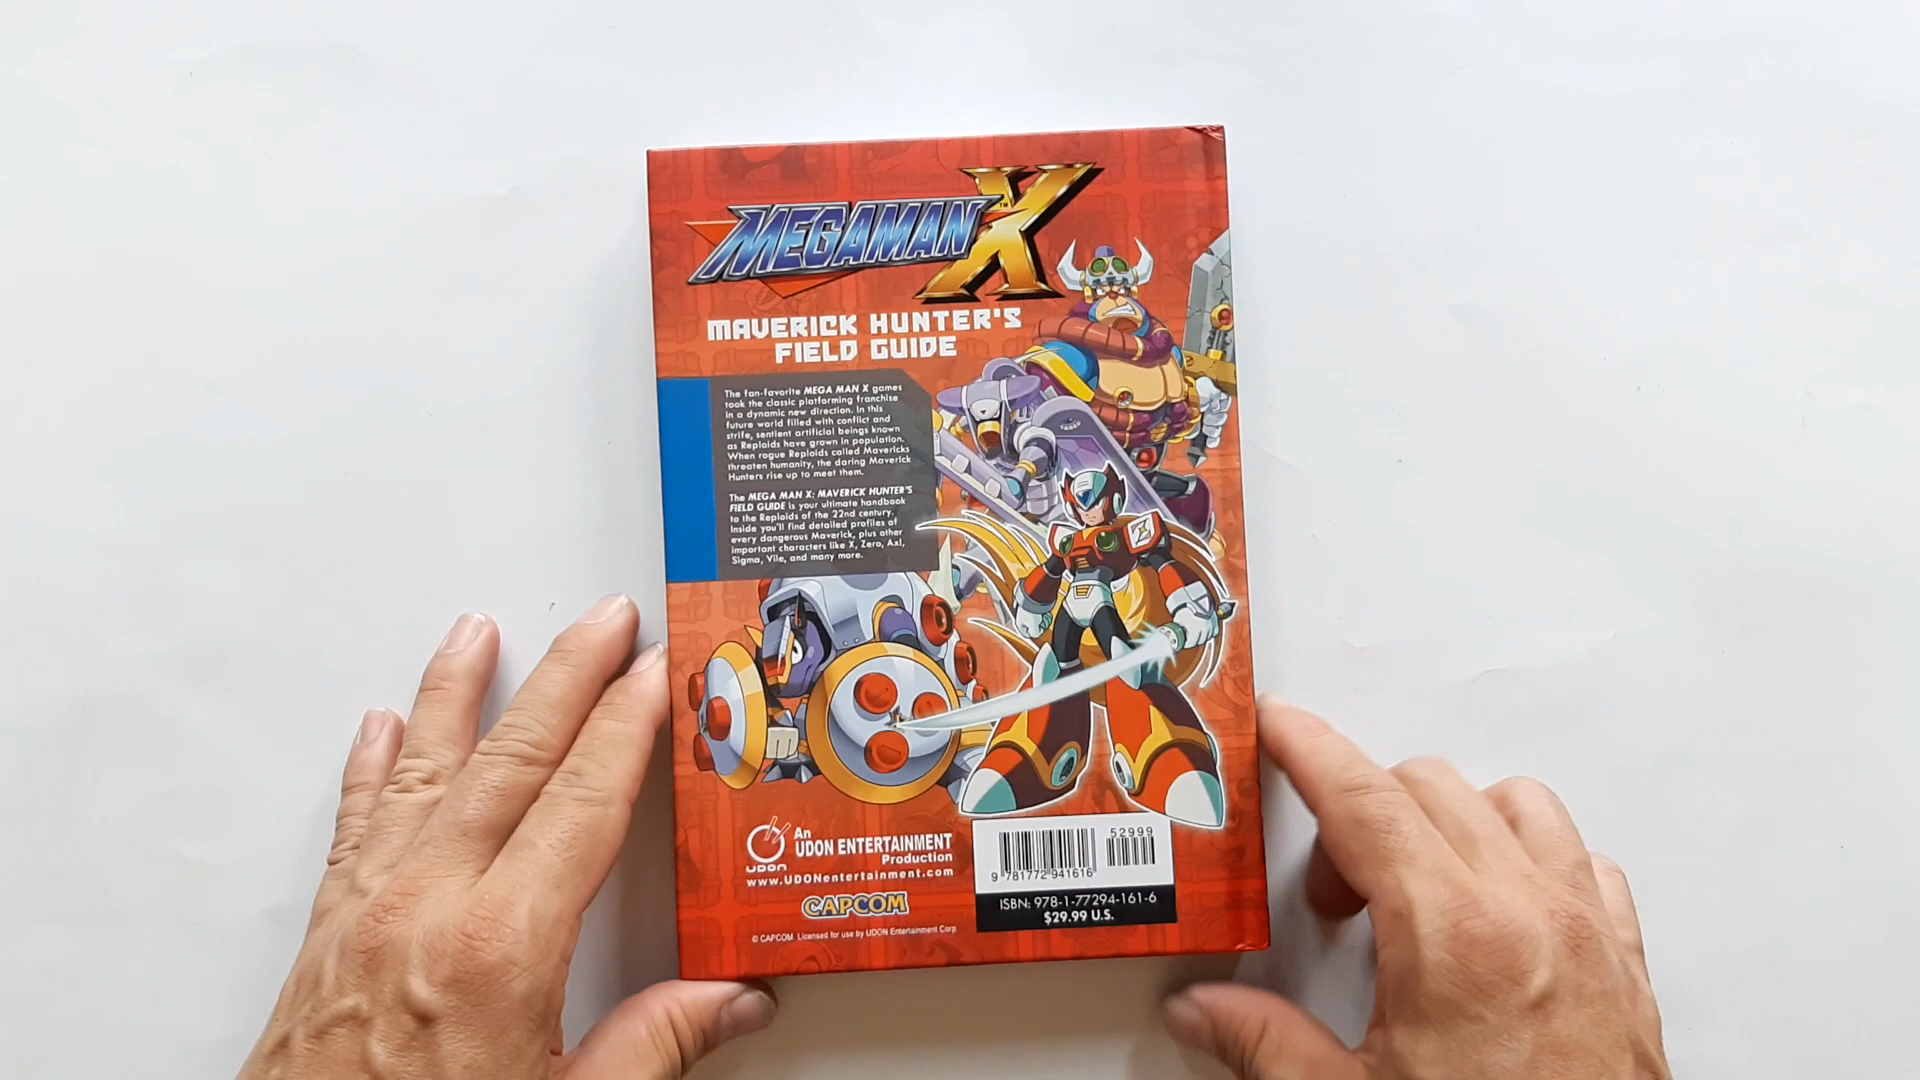 MEGAMAN X™
MAVERICK HUNTER'S
FIELD GUIDE
The fan-favorite MEGA MAN X games
took the classic platforming franchise
in a dynamic new direction. In this
future world filled with conflict and
strife, sentient artificial beings known
as Reploids have grown in population.
When rogue Reploids called Mavericks
threaten humanity, the daring Maverick
Hunters rise up to meet them.
The MEGA MAN X: MAVERICK HUNTER'S
FIELD GUIDE is your ultimate handbook
to the Reploids of the 22nd century.
Inside you'll find detailed profiles of
every dangerous Maverick, plus other
important characters like X, Zero, Axl,
Sigma, Vile, and many more.
An
UDON ENTERTAINMENT
Production
UDON
www.UDONentertainment.com
CAPCOM
© CAPCOM Licensed for use by UDON Entertainment Corp
52999
9 781772 941616
ISBN: 978-1-77294-161-6
$29.99 U.S.